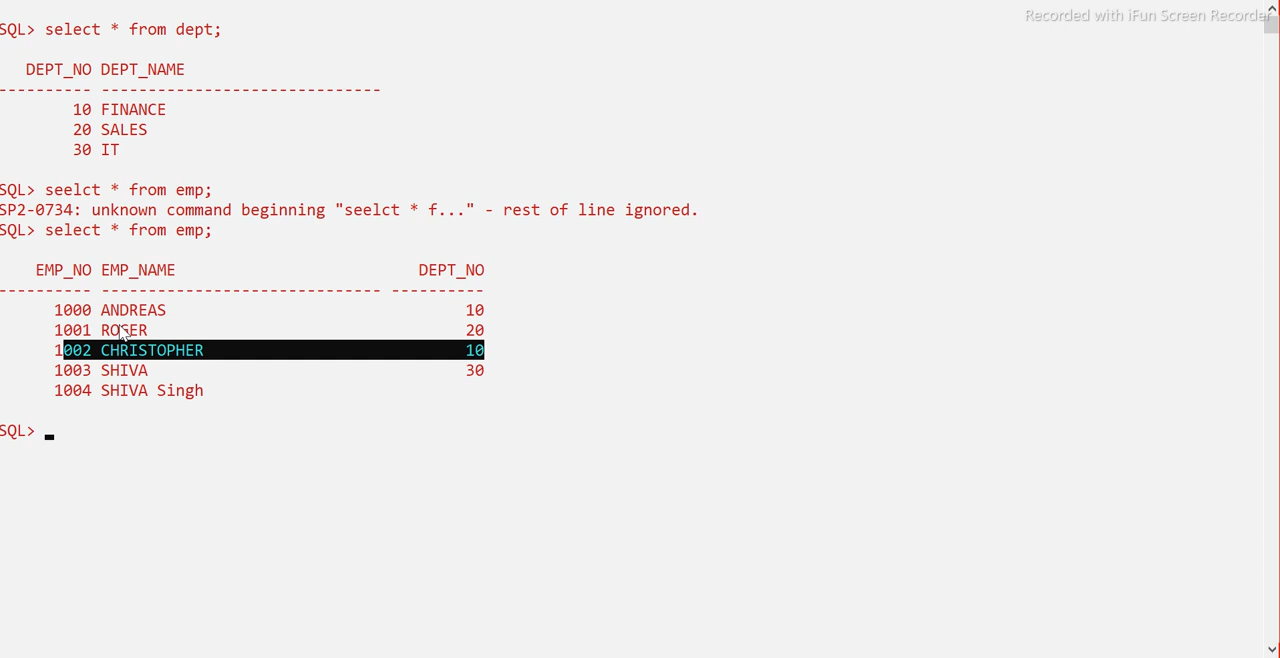 Recorded with iFun Screen Recorder
SQL> select * from dept;
DEPT_NO DEPT_NAME
---------- ------------------------------
10 FINANCE
20 SALES
30 IT
SQL> seelct * from emp;
SP2-0734: unknown command beginning "seelct * f..." - rest of line ignored.
SQL> select * from emp;
EMP_NO EMP_NAME DEPT_NO
---------- ------------------------------ ----------
1000 ANDREAS 10
1001 ROGER 20
1002 CHRISTOPHER 10
1003 SHIVA 30
1004 SHIVA Singh
SQL>